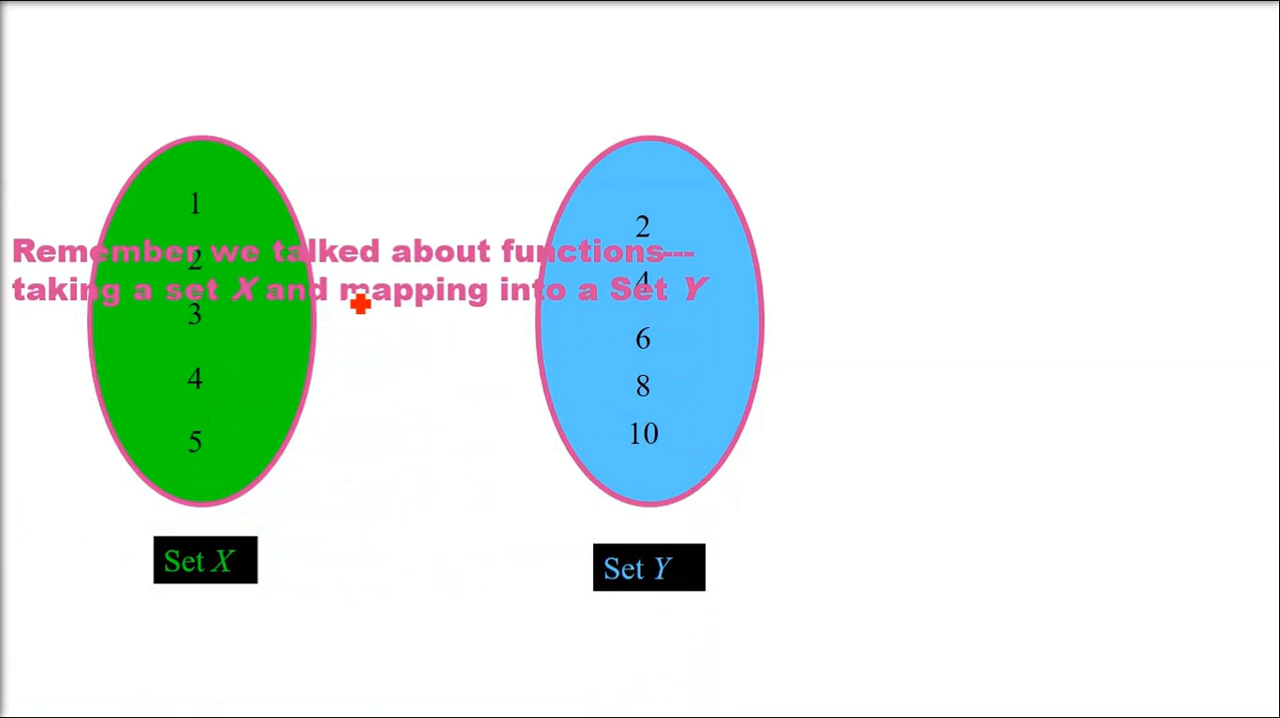 Remember we talked about functions---
taking a set X and mapping into a Set Y
1
2
3
4
5
2
4
6
8
10
Set X
Set Y